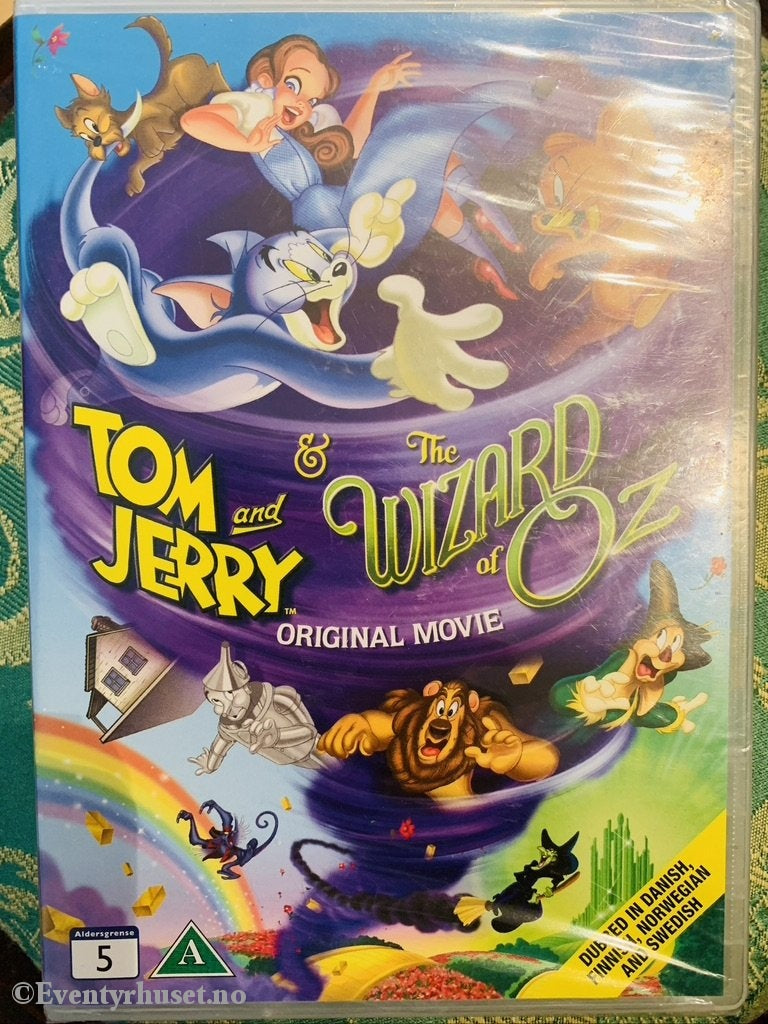 TOM
and
JERRY™
&
The
WIZARD
of OZ
ORIGINAL MOVIE
Aldersgrense
5
A
DUBBED IN DANISH,
FINNISH, NORWEGIAN
AND SWEDISH
©Eventyrhuset.no